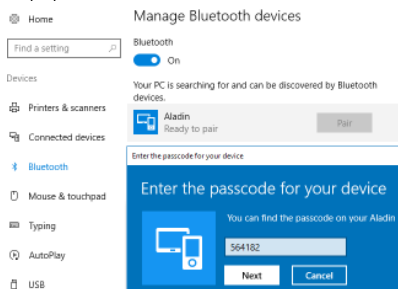 Home
Find a setting
Devices
Printers & scanners
Connected devices
Bluetooth
Mouse & touchpad
Typing
AutoPlay
USB
Manage Bluetooth devices
Bluetooth
On
Your PC is searching for and can be discovered by Bluetooth
devices.
Aladin
Ready to pair
Pair
Enter the passcode for your device
Enter the passcode for your device
You can find the passcode on your Aladin
564182
Next
Cancel